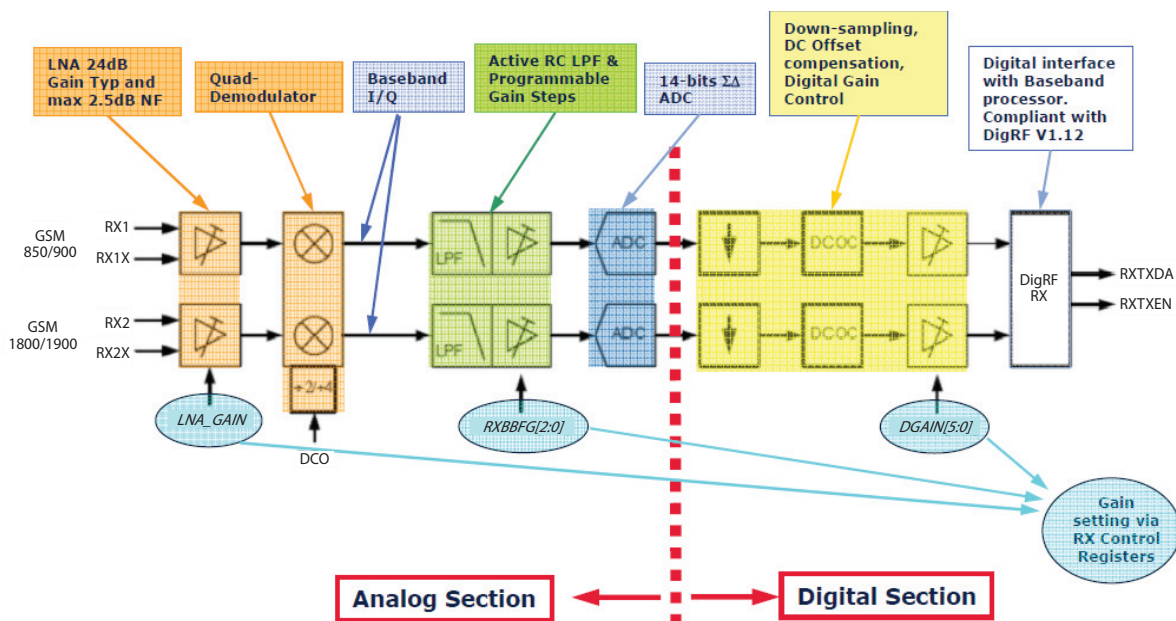 LNA 24dB
Gain Typ and
max 2.5dB NF
Quad-
Demodulator
Baseband
I/Q
Active RC LPF &
Programmable
Gain Steps
14-bits ΣΔ
ADC
Down-sampling,
DC Offset
compensation,
Digital Gain
Control
Digital interface
with Baseband
processor.
Compliant with
DigRF V1.12
GSM
850/900
RX1
RX1X
LPF
ADC
DCOC
DigRF
RX
RXTXDA
RXTXEN
GSM
1800/1900
RX2
RX2X
LPF
ADC
DCOC
÷2/÷4
LNA_GAIN
DCO
RXBBFG[2:0]
DGAIN[5:0]
Gain
setting via
RX Control
Registers
Analog Section
Digital Section